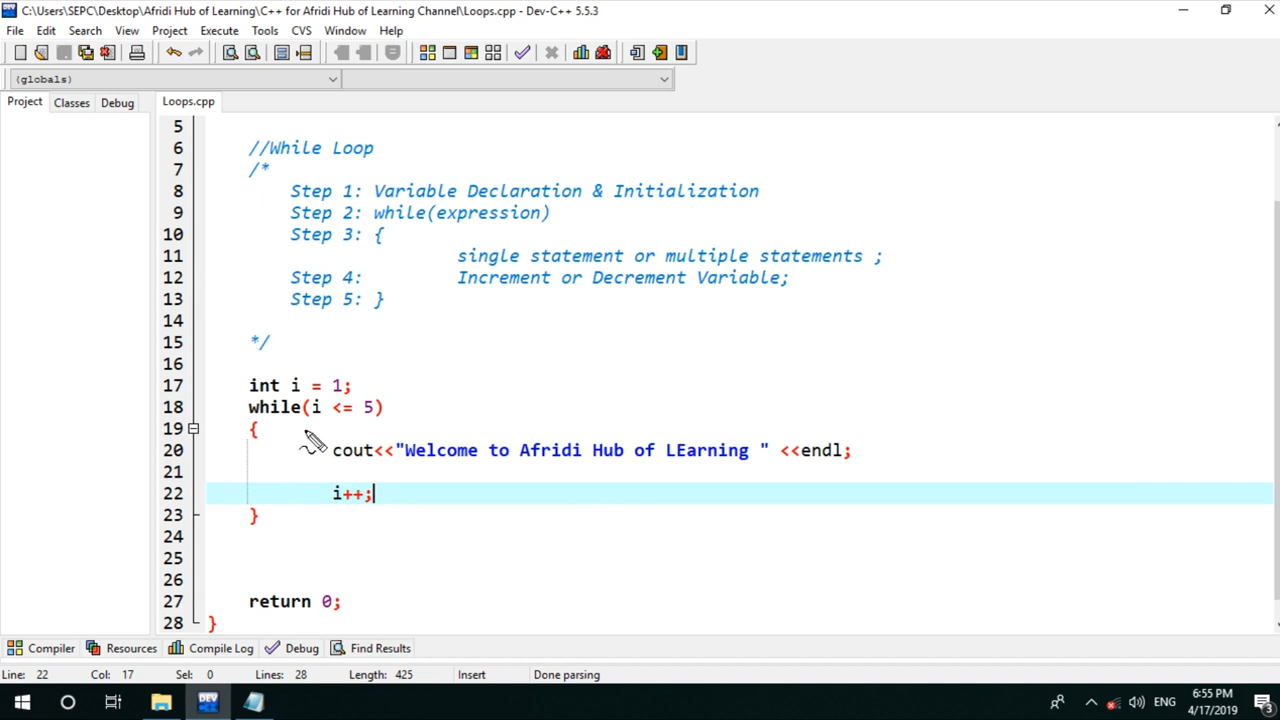 C:\Users\SEPC\Desktop\Afridi Hub of Learning\C++ for Afridi Hub of Learning Channel\Loops.cpp - Dev-C++ 5.5.3
File Edit Search View Project Execute Tools CVS Window Help
(globals)
Project Classes Debug Loops.cpp
5
6 //While Loop
7 /*
8 Step 1: Variable Declaration & Initialization
9 Step 2: while(expression)
10 Step 3: {
11 single statement or multiple statements ;
12 Step 4: Increment or Decrement Variable;
13 Step 5: }
14
15 */
16
17 int i = 1;
18 while(i <= 5)
19 {
20 cout<<"Welcome to Afridi Hub of LEarning " <<endl;
21
22 i++;
23 }
24
25
26
27 return 0;
28 }
Compiler Resources Compile Log Debug Find Results
Line: 22 Col: 17 Sel: 0 Lines: 28 Length: 425 Insert Done parsing
DEV ENG 6:55 PM
4/17/2019 3